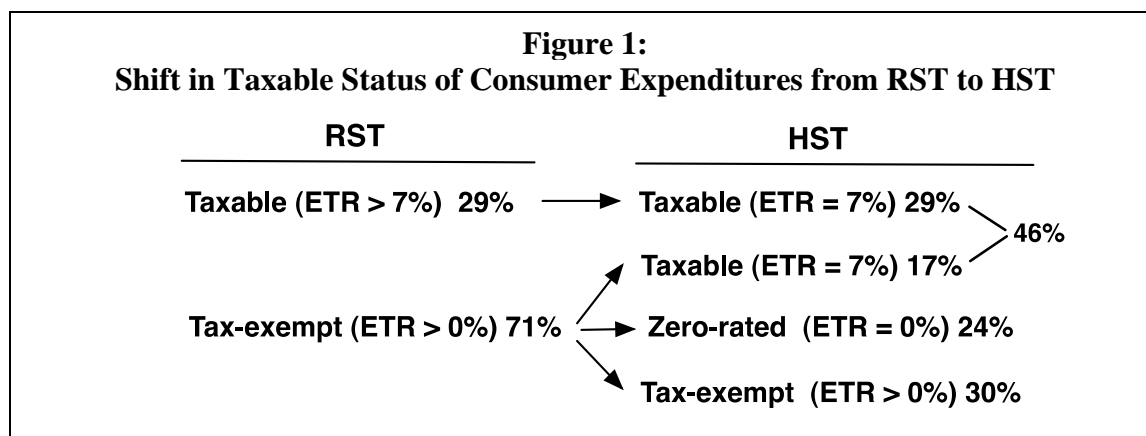 Figure 1:
Shift in Taxable Status of Consumer Expenditures from RST to HST
RST HST
Taxable (ETR > 7%) 29% Taxable (ETR = 7%) 29%
46%
Taxable (ETR = 7%) 17%
Tax-exempt (ETR > 0%) 71% Zero-rated (ETR = 0%) 24%
Tax-exempt (ETR > 0%) 30%